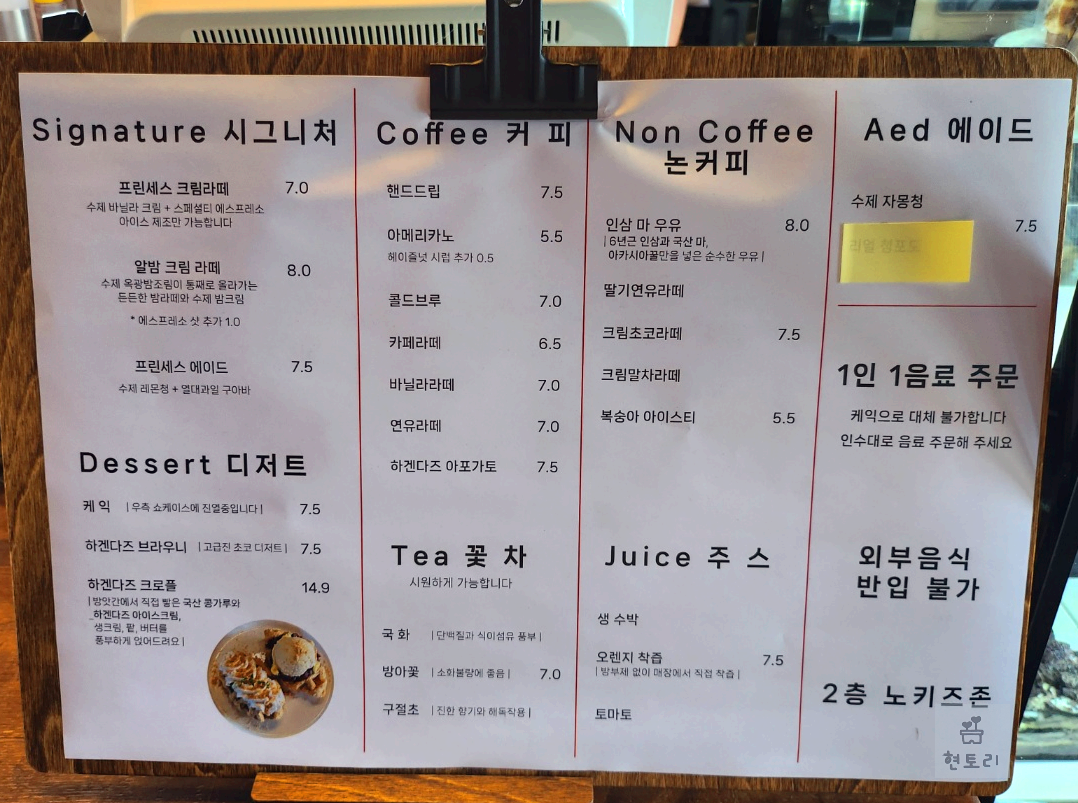 Signature 시그니처
프린세스 크림라떼 7.0
수제 바닐라 크림 + 스페셜티 에스프레소
아이스 제조만 가능합니다
알밤 크림 라떼 8.0
수제 옥광밤조림이 통째로 올라가는
든든한 밤라떼와 수제 밤크림
* 에스프레소 샷 추가 1.0
프린세스 에이드 7.5
수제 레몬청 + 열대과일 구아바
Dessert 디저트
케 익 | 우측 쇼케이스에 진열중입니다 | 7.5
하겐다즈 브라우니 | 고급진 초코 디저트 | 7.5
하겐다즈 크로플 14.9
| 방앗간에서 직접 빻은 국산 콩가루와
하겐다즈 아이스크림,
생크림, 팥, 버터를
풍부하게 얹어드려요 |
Coffee 커 피
핸드드립 7.5
아메리카노 5.5
헤이즐넛 시럽 추가 0.5
콜드브루 7.0
카페라떼 6.5
바닐라라떼 7.0
연유라떼 7.0
하겐다즈 아포가토 7.5
Tea 꽃 차
시원하게 가능합니다
국 화 | 단백질과 식이섬유 풍부 |
방아꽃 | 소화불량에 좋음 | 7.0
구절초 | 진한 향기와 해독작용 |
Non Coffee
논커피
인삼 마 우유 8.0
| 6년근 인삼과 국산 마,
아카시아꿀만을 넣은 순수한 우유 |
딸기연유라떼
크림초코라떼 7.5
크림말차라떼
복숭아 아이스티 5.5
Juice 주 스
생 수박
오렌지 착즙 7.5
| 방부제 없이 매장에서 직접 착즙 |
토마토
Aed 에이드
수제 자몽청
7.5
리얼 청포도
1인 1음료 주문
케익으로 대체 불가합니다
인수대로 음료 주문해 주세요
외부음식
반입 불가
2층 노키즈존
현토리